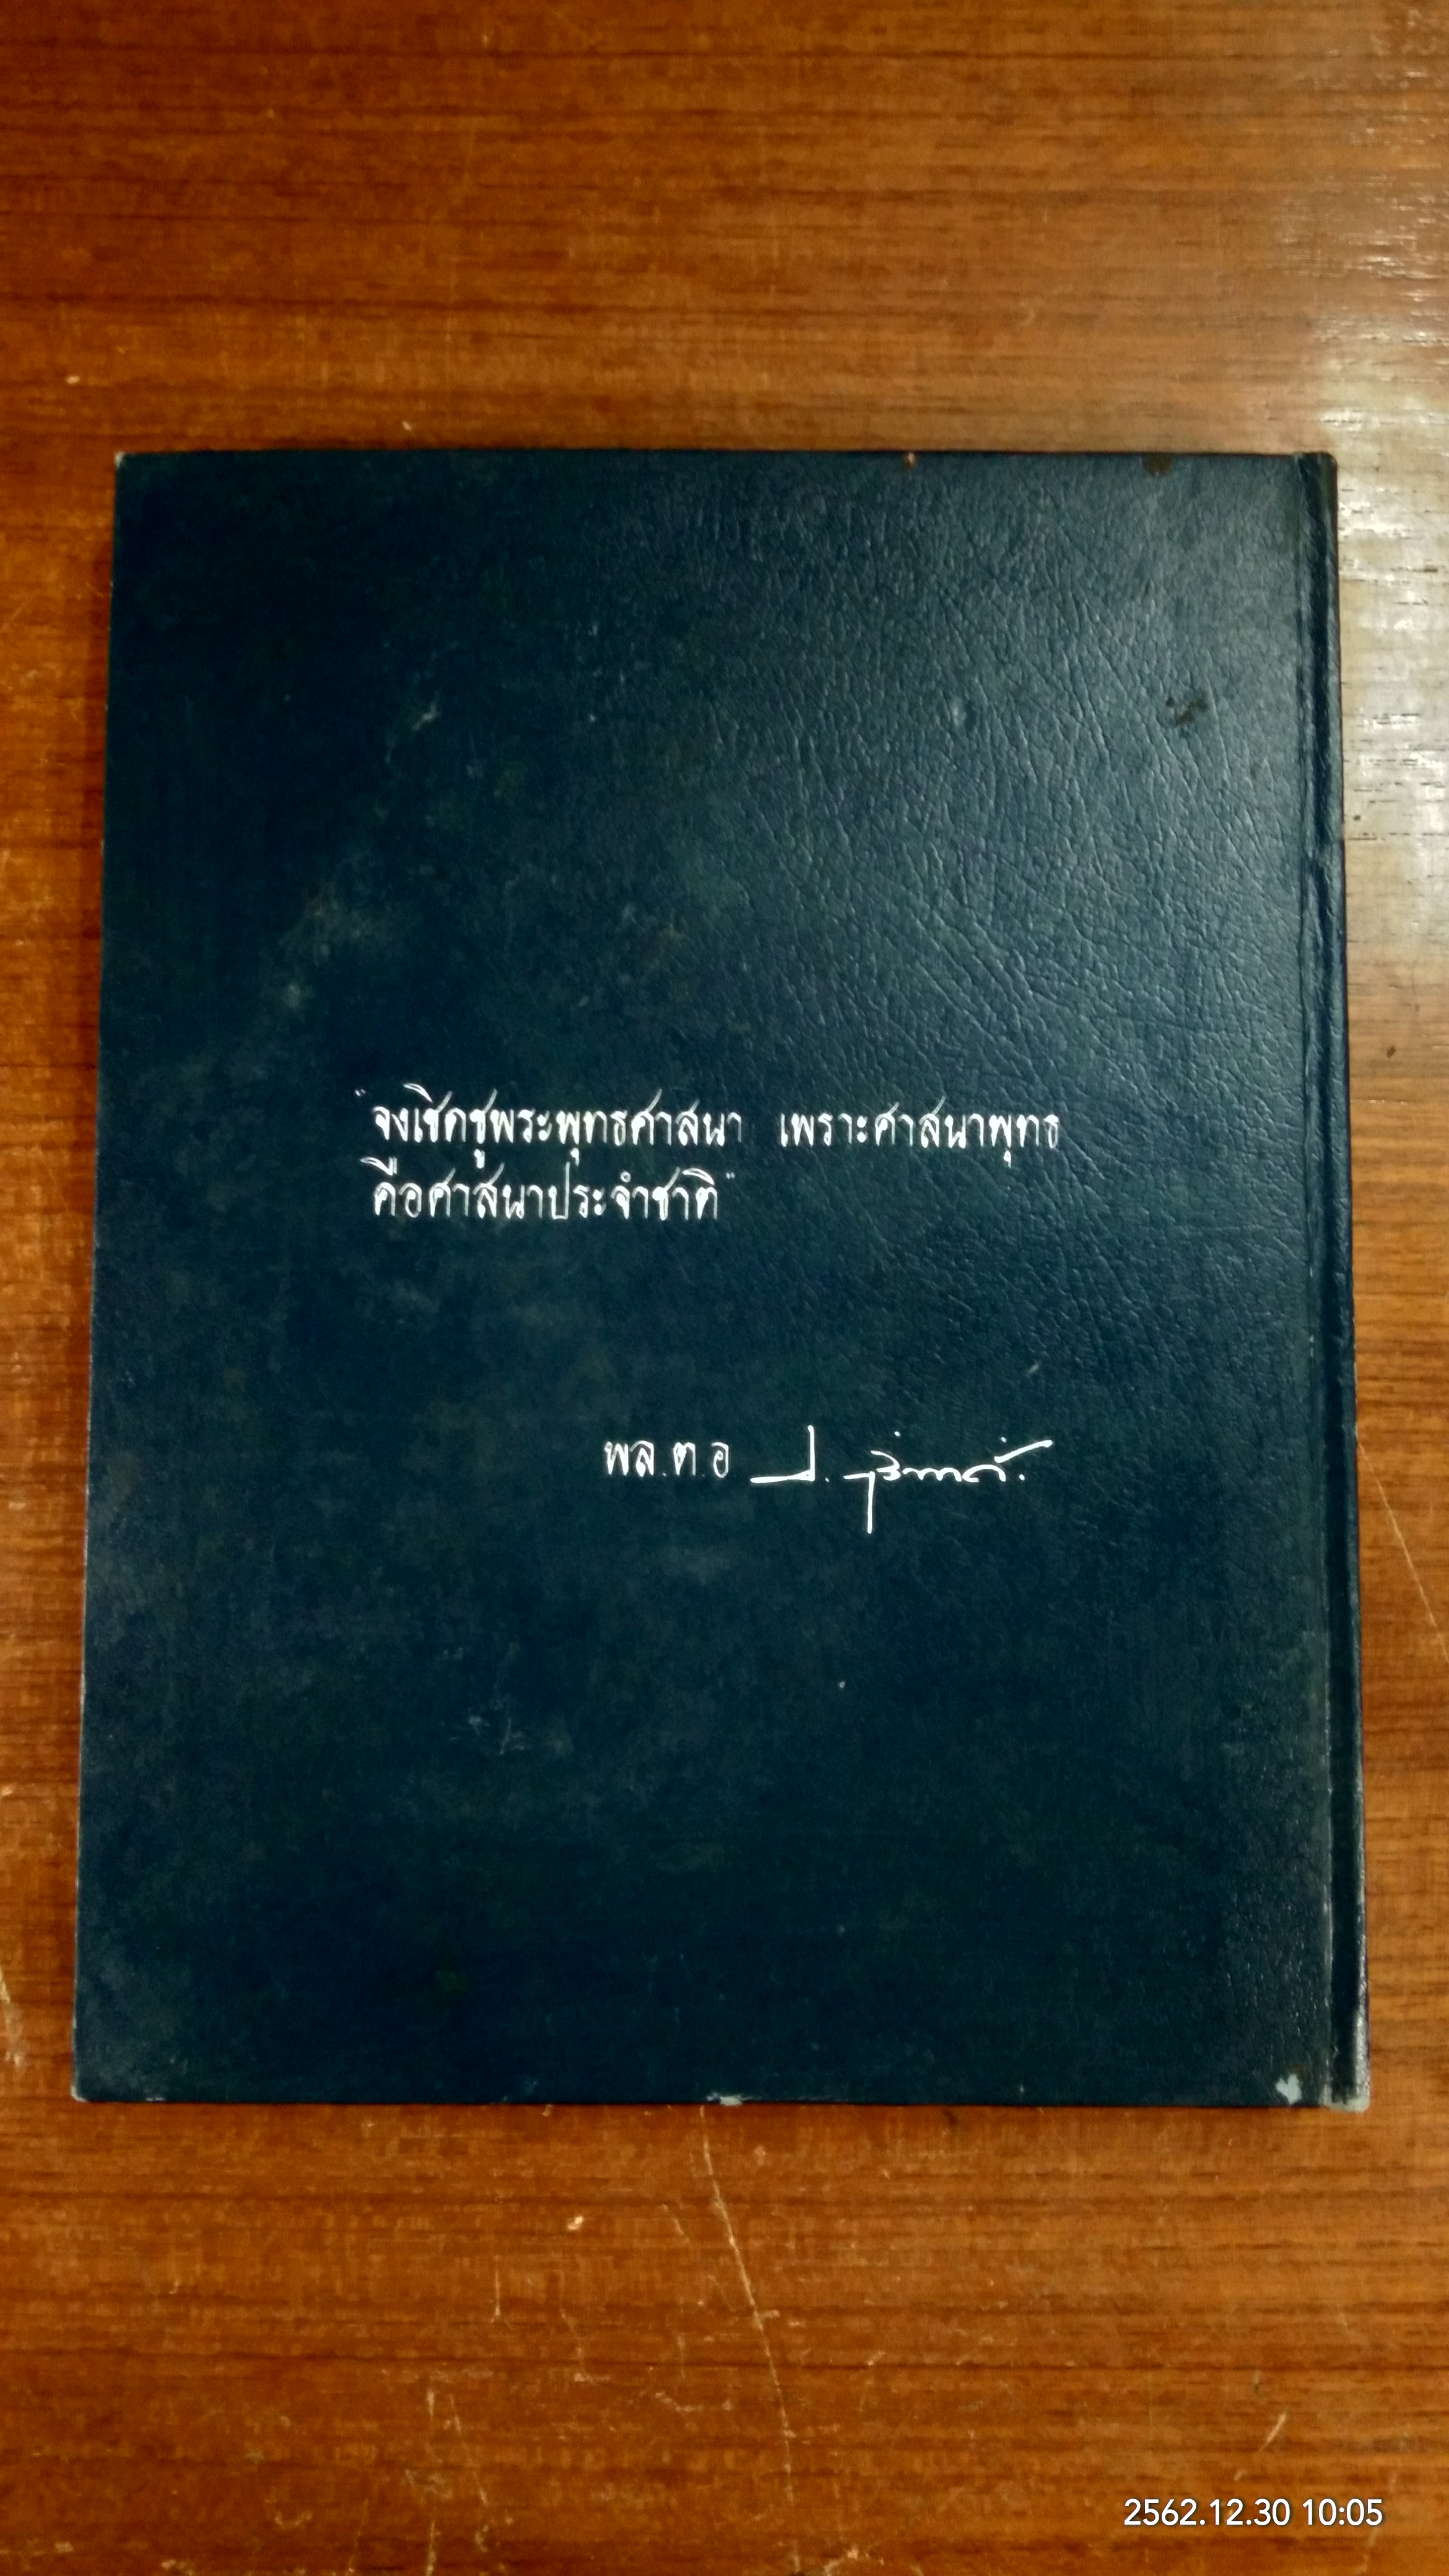 "จงเชิดชูพระพุทธศาสนา เพราะศาสนาพุทธ
คือศาสนาประจำชาติ"
พล.ต.อ ป.
2562.12.30 10:05